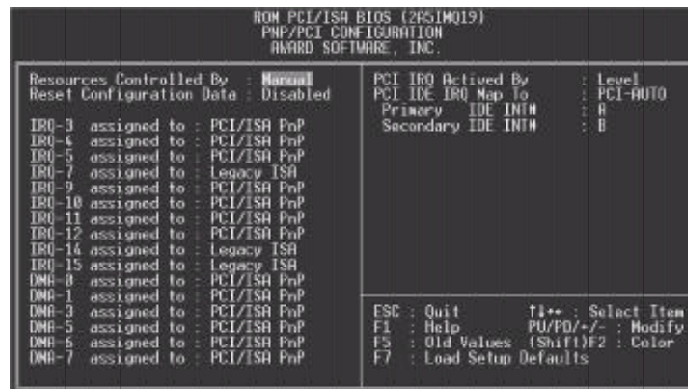 ROM PCI/ISA BIOS (2A5IMQ19)
PNP/PCI CONFIGURATION
AWARD SOFTWARE, INC.
Resources Controlled By : Manual
Reset Configuration Data : Disabled
IRQ-3 assigned to : PCI/ISA PnP
IRQ-4 assigned to : PCI/ISA PnP
IRQ-5 assigned to : PCI/ISA PnP
IRQ-7 assigned to : Legacy ISA
IRQ-9 assigned to : PCI/ISA PnP
IRQ-10 assigned to : PCI/ISA PnP
IRQ-11 assigned to : PCI/ISA PnP
IRQ-12 assigned to : PCI/ISA PnP
IRQ-14 assigned to : Legacy ISA
IRQ-15 assigned to : Legacy ISA
DMA-0 assigned to : PCI/ISA PnP
DMA-1 assigned to : PCI/ISA PnP
DMA-3 assigned to : PCI/ISA PnP
DMA-5 assigned to : PCI/ISA PnP
DMA-6 assigned to : PCI/ISA PnP
DMA-7 assigned to : PCI/ISA PnP
PCI IRQ Actived By : Level
PCI IDE IRQ Map To : PCI-AUTO
Primary IDE INT# : A
Secondary IDE INT# : B
ESC : Quit ↑↓→← : Select Item
F1 : Help PU/PD/+/- : Modify
F5 : Old Values (Shift)F2 : Color
F7 : Load Setup Defaults